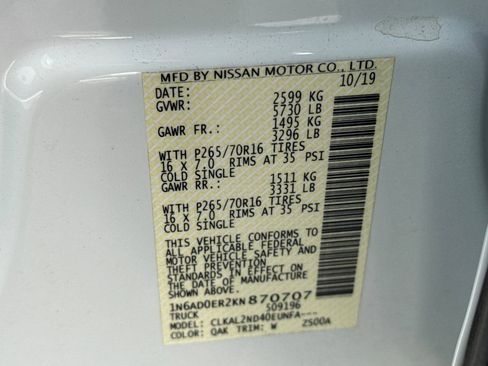 MFD BY NISSAN MOTOR CO., LTD.
DATE: 10/19
GVWR: 2599 KG
5730 LB
GAWR FR.: 1495 KG
3296 LB
WITH P265/70R16 TIRES
16 X 7.0 RIMS AT 35 PSI
COLD SINGLE
GAWR RR.: 1511 KG
3331 LB
WITH P265/70R16 TIRES
16 X 7.0 RIMS AT 35 PSI
COLD SINGLE
THIS VEHICLE CONFORMS TO
ALL APPLICABLE FEDERAL
MOTOR VEHICLE SAFETY AND
THEFT PREVENTION
STANDARDS IN EFFECT ON
THE DATE OF MANUFACTURE
SHOWN ABOVE.
1N6AD0ER2KN870707
TRUCK 509196
MODEL: CLKAL2ND40EUNFA---
COLOR: QAK TRIM: W ZS00A